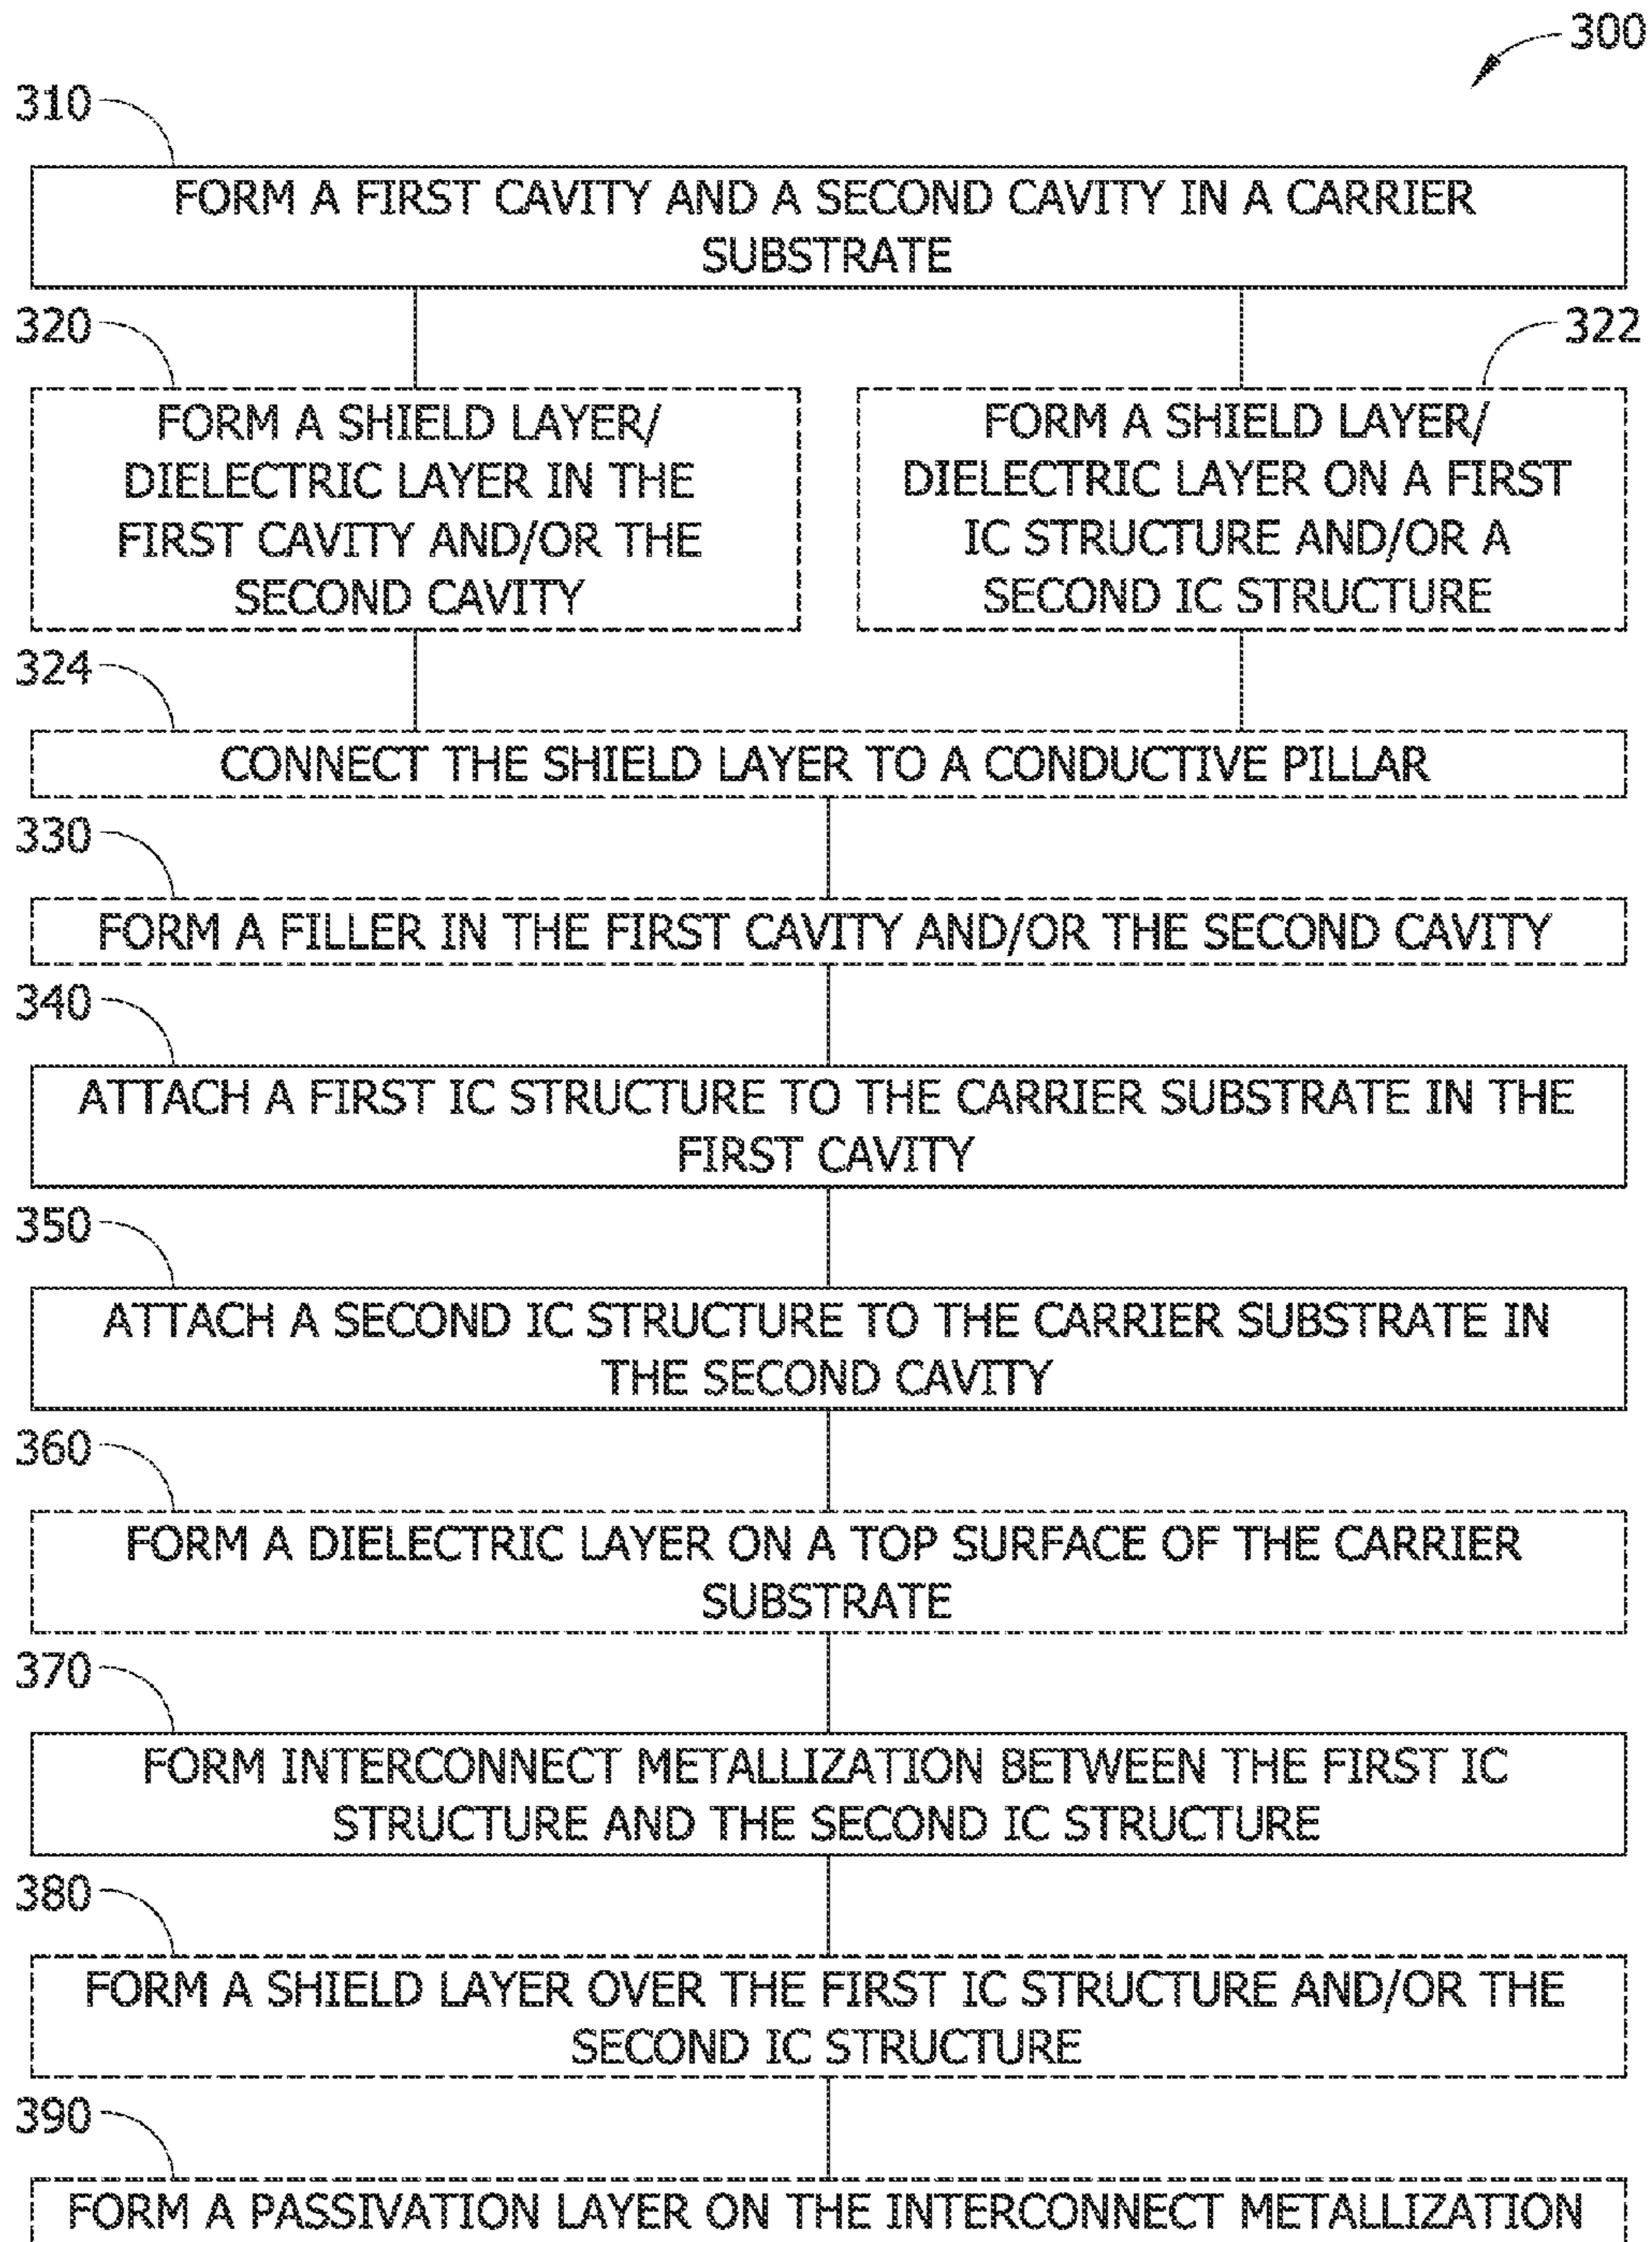 300
310
FORM A FIRST CAVITY AND A SECOND CAVITY IN A CARRIER
SUBSTRATE
320
FORM A SHIELD LAYER/
DIELECTRIC LAYER IN THE
FIRST CAVITY AND/OR THE
SECOND CAVITY
322
FORM A SHIELD LAYER/
DIELECTRIC LAYER ON A FIRST
IC STRUCTURE AND/OR A
SECOND IC STRUCTURE
324
CONNECT THE SHIELD LAYER TO A CONDUCTIVE PILLAR
330
FORM A FILLER IN THE FIRST CAVITY AND/OR THE SECOND CAVITY
340
ATTACH A FIRST IC STRUCTURE TO THE CARRIER SUBSTRATE IN THE
FIRST CAVITY
350
ATTACH A SECOND IC STRUCTURE TO THE CARRIER SUBSTRATE IN
THE SECOND CAVITY
360
FORM A DIELECTRIC LAYER ON A TOP SURFACE OF THE CARRIER
SUBSTRATE
370
FORM INTERCONNECT METALLIZATION BETWEEN THE FIRST IC
STRUCTURE AND THE SECOND IC STRUCTURE
380
FORM A SHIELD LAYER OVER THE FIRST IC STRUCTURE AND/OR THE
SECOND IC STRUCTURE
390
FORM A PASSIVATION LAYER ON THE INTERCONNECT METALLIZATION